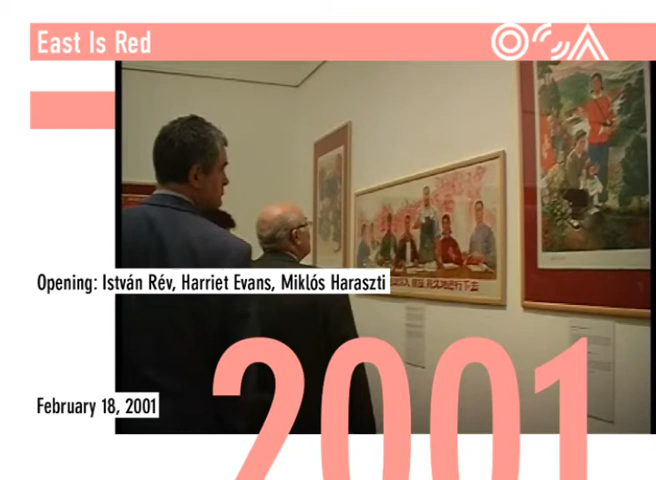 East Is Red
OSA
Opening: István Rév, Harriet Evans, Miklós Haraszti
February 18, 2001
2001